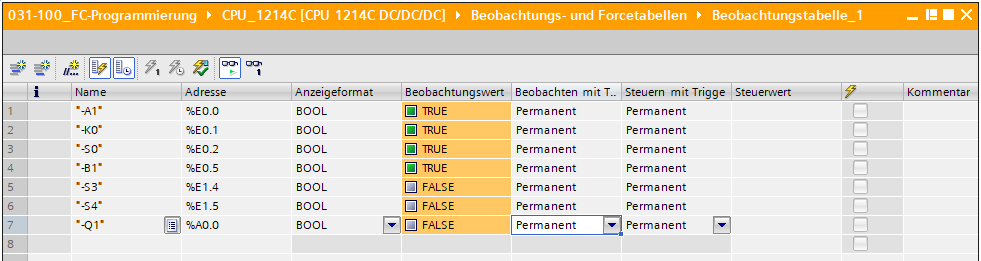 031-100_FC-Programmierung ▸ CPU_1214C [CPU 1214C DC/DC/DC] ▸ Beobachtungs- und Forcetabellen ▸ Beobachtungstabelle_1
i Name Adresse Anzeigeformat Beobachtungswert Beobachten mit T.. Steuern mit Trigge Steuerwert Kommentar
1 "-A1" %E0.0 BOOL TRUE Permanent Permanent
2 "-K0" %E0.1 BOOL TRUE Permanent Permanent
3 "-S0" %E0.2 BOOL TRUE Permanent Permanent
4 "-B1" %E0.5 BOOL TRUE Permanent Permanent
5 "-S3" %E1.4 BOOL FALSE Permanent Permanent
6 "-S4" %E1.5 BOOL FALSE Permanent Permanent
7 "-Q1" %A0.0 BOOL FALSE Permanent Permanent
8